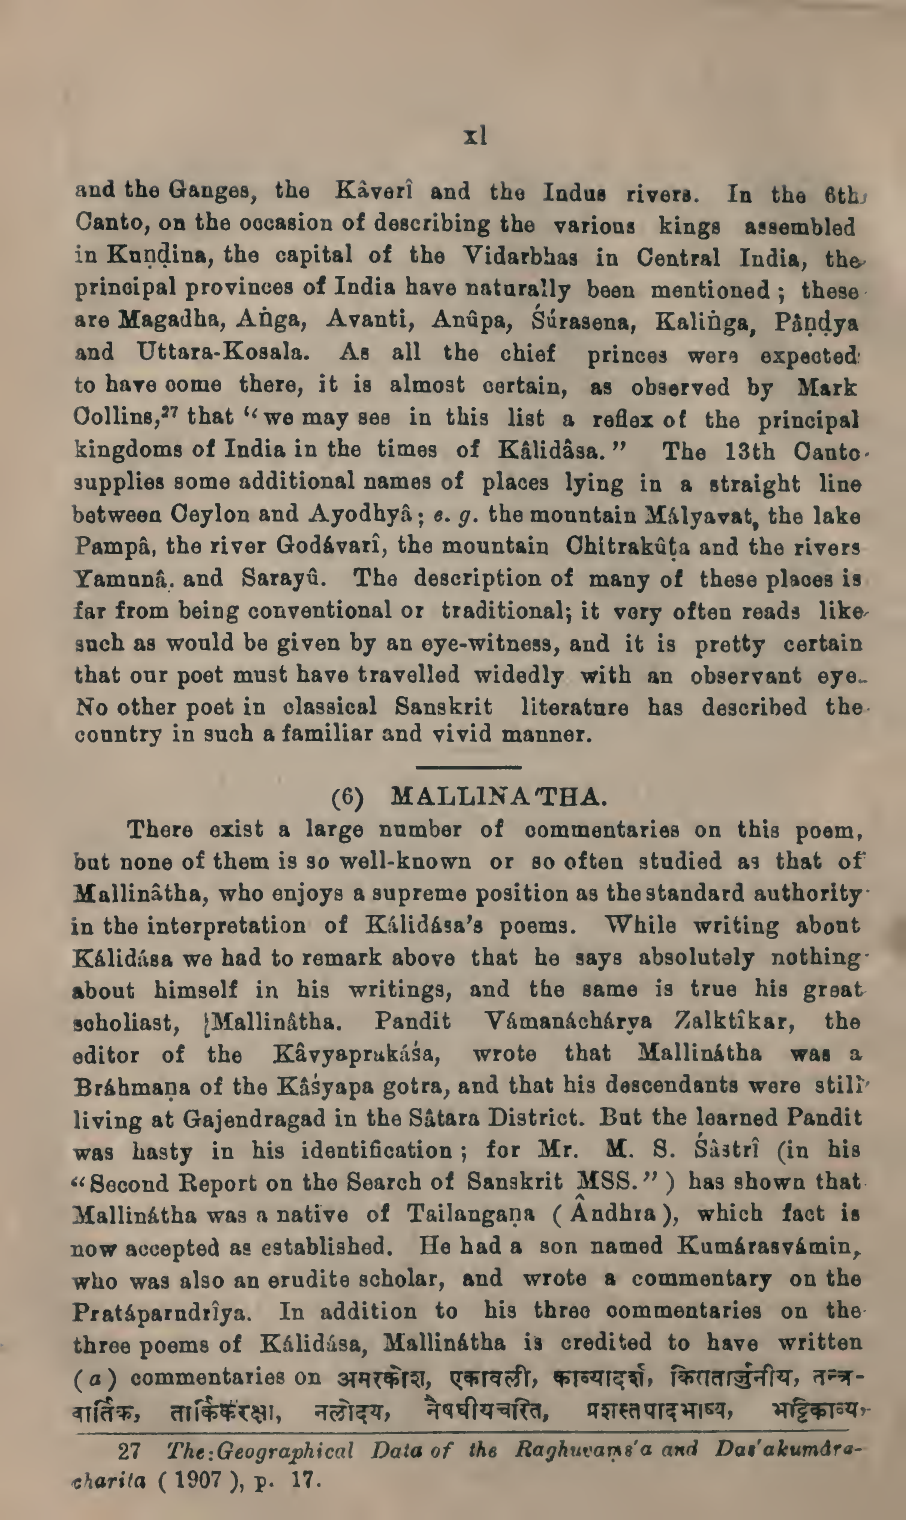 xl
and the Ganges, the Kâverî and the Indus rivers. In the 6th
Canto, on the occasion of describing the various kings assembled
in Kuṇḍina, the capital of the Vidarbhas in Central India, the
principal provinces of India have naturally been mentioned; these
are Magadha, Aṅga, Avanti, Anûpa, Śúrasena, Kaliṅga, Pâṇḍya
and Uttara-Kosala. As all the chief princes were expected
to have come there, it is almost certain, as observed by Mark
Collins,²⁷ that “we may see in this list a reflex of the principal
kingdoms of India in the times of Kâlidâsa.” The 13th Canto
supplies some additional names of places lying in a straight line
between Ceylon and Ayodhyâ; e. g. the mountain Mályavat, the lake
Pampâ, the river Godávarî, the mountain Chitrakûṭa and the rivers
Yamunâ. and Sarayû. The description of many of these places is
far from being conventional or traditional; it very often reads like
such as would be given by an eye-witness, and it is pretty certain
that our poet must have travelled widedly with an observant eye.
No other poet in classical Sanskrit literature has described the
country in such a familiar and vivid manner.
(6) MALLINA'THA.
There exist a large number of commentaries on this poem,
but none of them is so well-known or so often studied as that of
Mallinâtha, who enjoys a supreme position as the standard authority
in the interpretation of Kálidása's poems. While writing about
Kálidása we had to remark above that he says absolutely nothing
about himself in his writings, and the same is true his great
scholiast, Mallinâtha. Pandit Vámanáchárya Zalktîkar, the
editor of the Kâvyaprakáśa, wrote that Mallinátha was a
Bráhmaṇa of the Kâśyapa gotra, and that his descendants were still
living at Gajendragad in the Sâtara District. But the learned Pandit
was hasty in his identification; for Mr. M. S. Śàstrî (in his
“Second Report on the Search of Sanskrit MSS.”) has shown that
Mallinátha was a native of Tailangaṇa (Ândhra), which fact is
now accepted as established. He had a son named Kumárasvámin,
who was also an erudite scholar, and wrote a commentary on the
Pratáparudrîya. In addition to his three commentaries on the
three poems of Kálidása, Mallinátha is credited to have written
(a) commentaries on अमरकोश, एकावली, काव्यादर्श, किरातार्जुनीय, तन्त्र-
वार्तिक, तार्किकरक्षा, नलोदय, नैषधीयचरित, प्रशस्तपादभाष्य, भट्टिकाव्य,
27 The Geographical Data of the Raghuvaṃs'a and Das'akumâra-
charita (1907), p. 17.